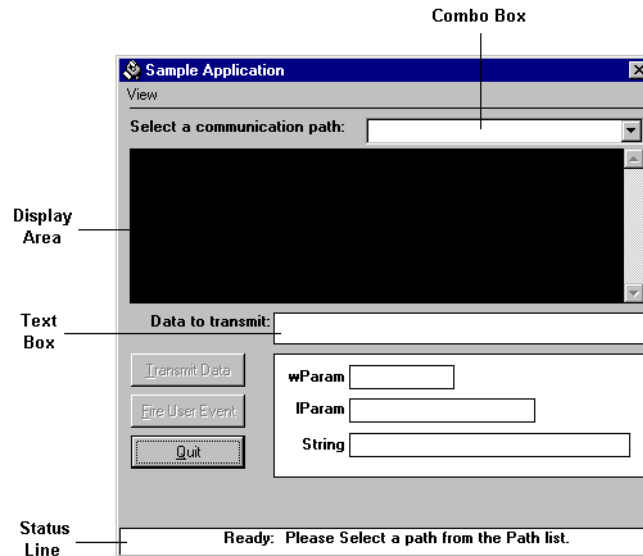 Combo Box
Sample Application
View
Select a communication path:
Display
Area
Text
Box
Data to transmit:
Transmit Data
Fire User Event
Quit
wParam
lParam
String
Status
Line
Ready: Please Select a path from the Path list.